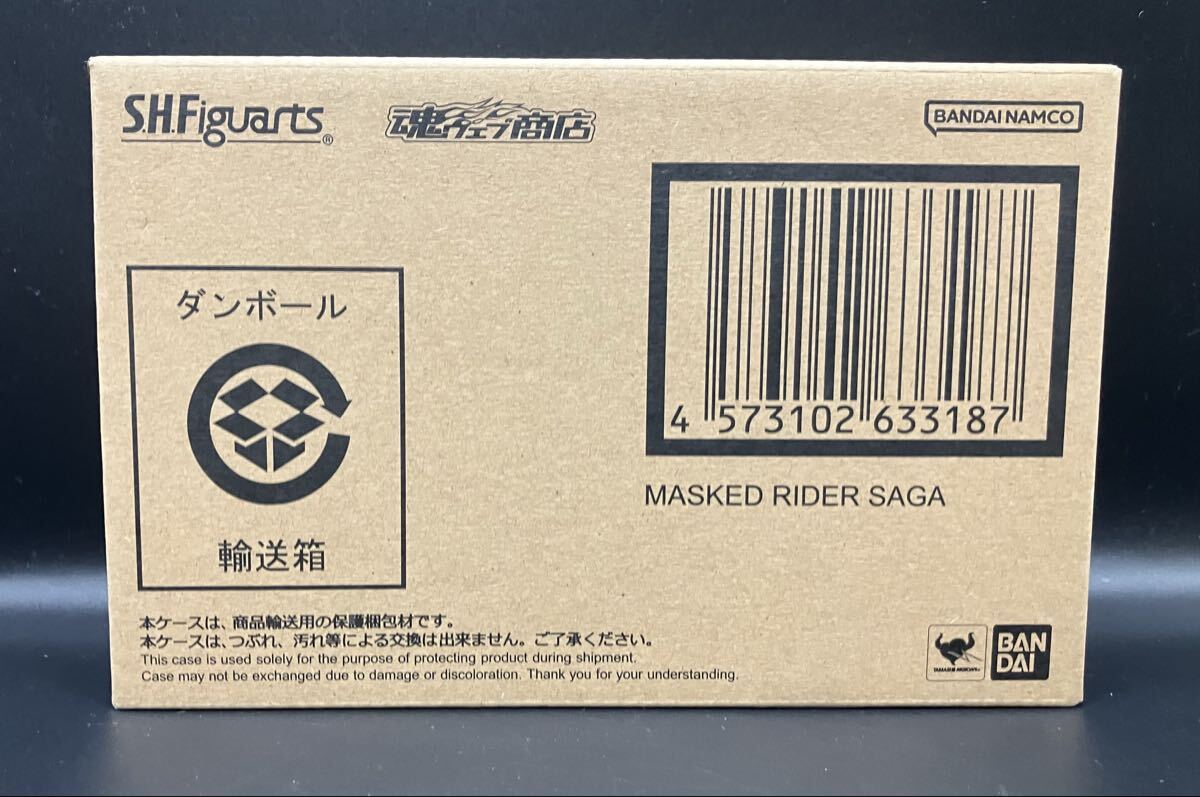 S.H.Figuarts®
魂ウェブ商店
BANDAI NAMCO
4 573102 633187
MASKED RIDER SAGA
ダンボール
輸送箱
本ケースは、商品輸送用の保護梱包材です。
本ケースは、つぶれ、汚れ等による交換は出来ません。ご了承ください。
This case is used solely for the purpose of protecting product during shipment.
Case may not be exchanged due to damage or discoloration. Thank you for your understanding.
BAN
DAI